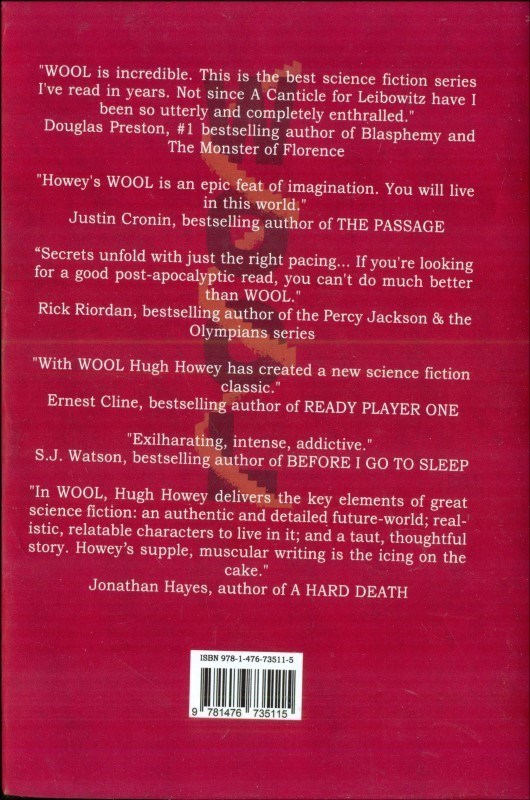 "WOOL is incredible. This is the best science fiction series
I've read in years. Not since A Canticle for Leibowitz have I
been so utterly and completely enthralled."
Douglas Preston, #1 bestselling author of Blasphemy and
The Monster of Florence
"Howey's WOOL is an epic feat of imagination. You will live
in this world."
Justin Cronin, bestselling author of THE PASSAGE
“Secrets unfold with just the right pacing... If you're looking
for a good post-apocalyptic read, you can't do much better
than WOOL."
Rick Riordan, bestselling author of the Percy Jackson & the
Olympians series
"With WOOL Hugh Howey has created a new science fiction
classic."
Ernest Cline, bestselling author of READY PLAYER ONE
"Exilharating, intense, addictive."
S.J. Watson, bestselling author of BEFORE I GO TO SLEEP
"In WOOL, Hugh Howey delivers the key elements of great
science fiction: an authentic and detailed future-world; real-
istic, relatable characters to live in it; and a taut, thoughtful
story. Howey’s supple, muscular writing is the icing on the
cake."
Jonathan Hayes, author of A HARD DEATH
ISBN 978-1-476-73511-5
9 781476 735115